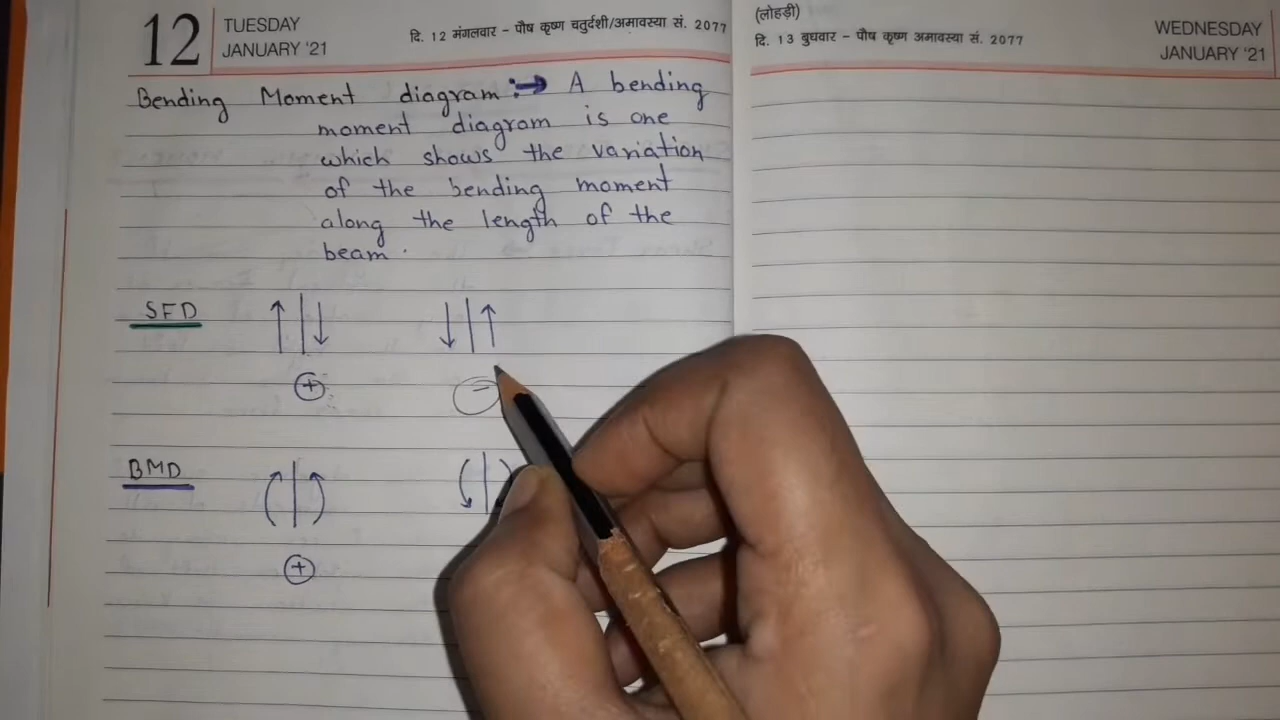 12
TUESDAY
JANUARY '21
दि. 12 मंगलवार - पौष कृष्ण चतुर्दशी/अमावस्या सं. 2077
Bending Moment diagram :→ A bending
moment diagram is one
which shows the variation
of the bending moment
along the length of the
beam.
SFD ↑|↓ ↓|↑
+ -
BMD
+
(लोहड़ी)
दि. 13 बुधवार - पौष कृष्ण अमावस्या सं. 2077
WEDNESDAY
JANUARY '21